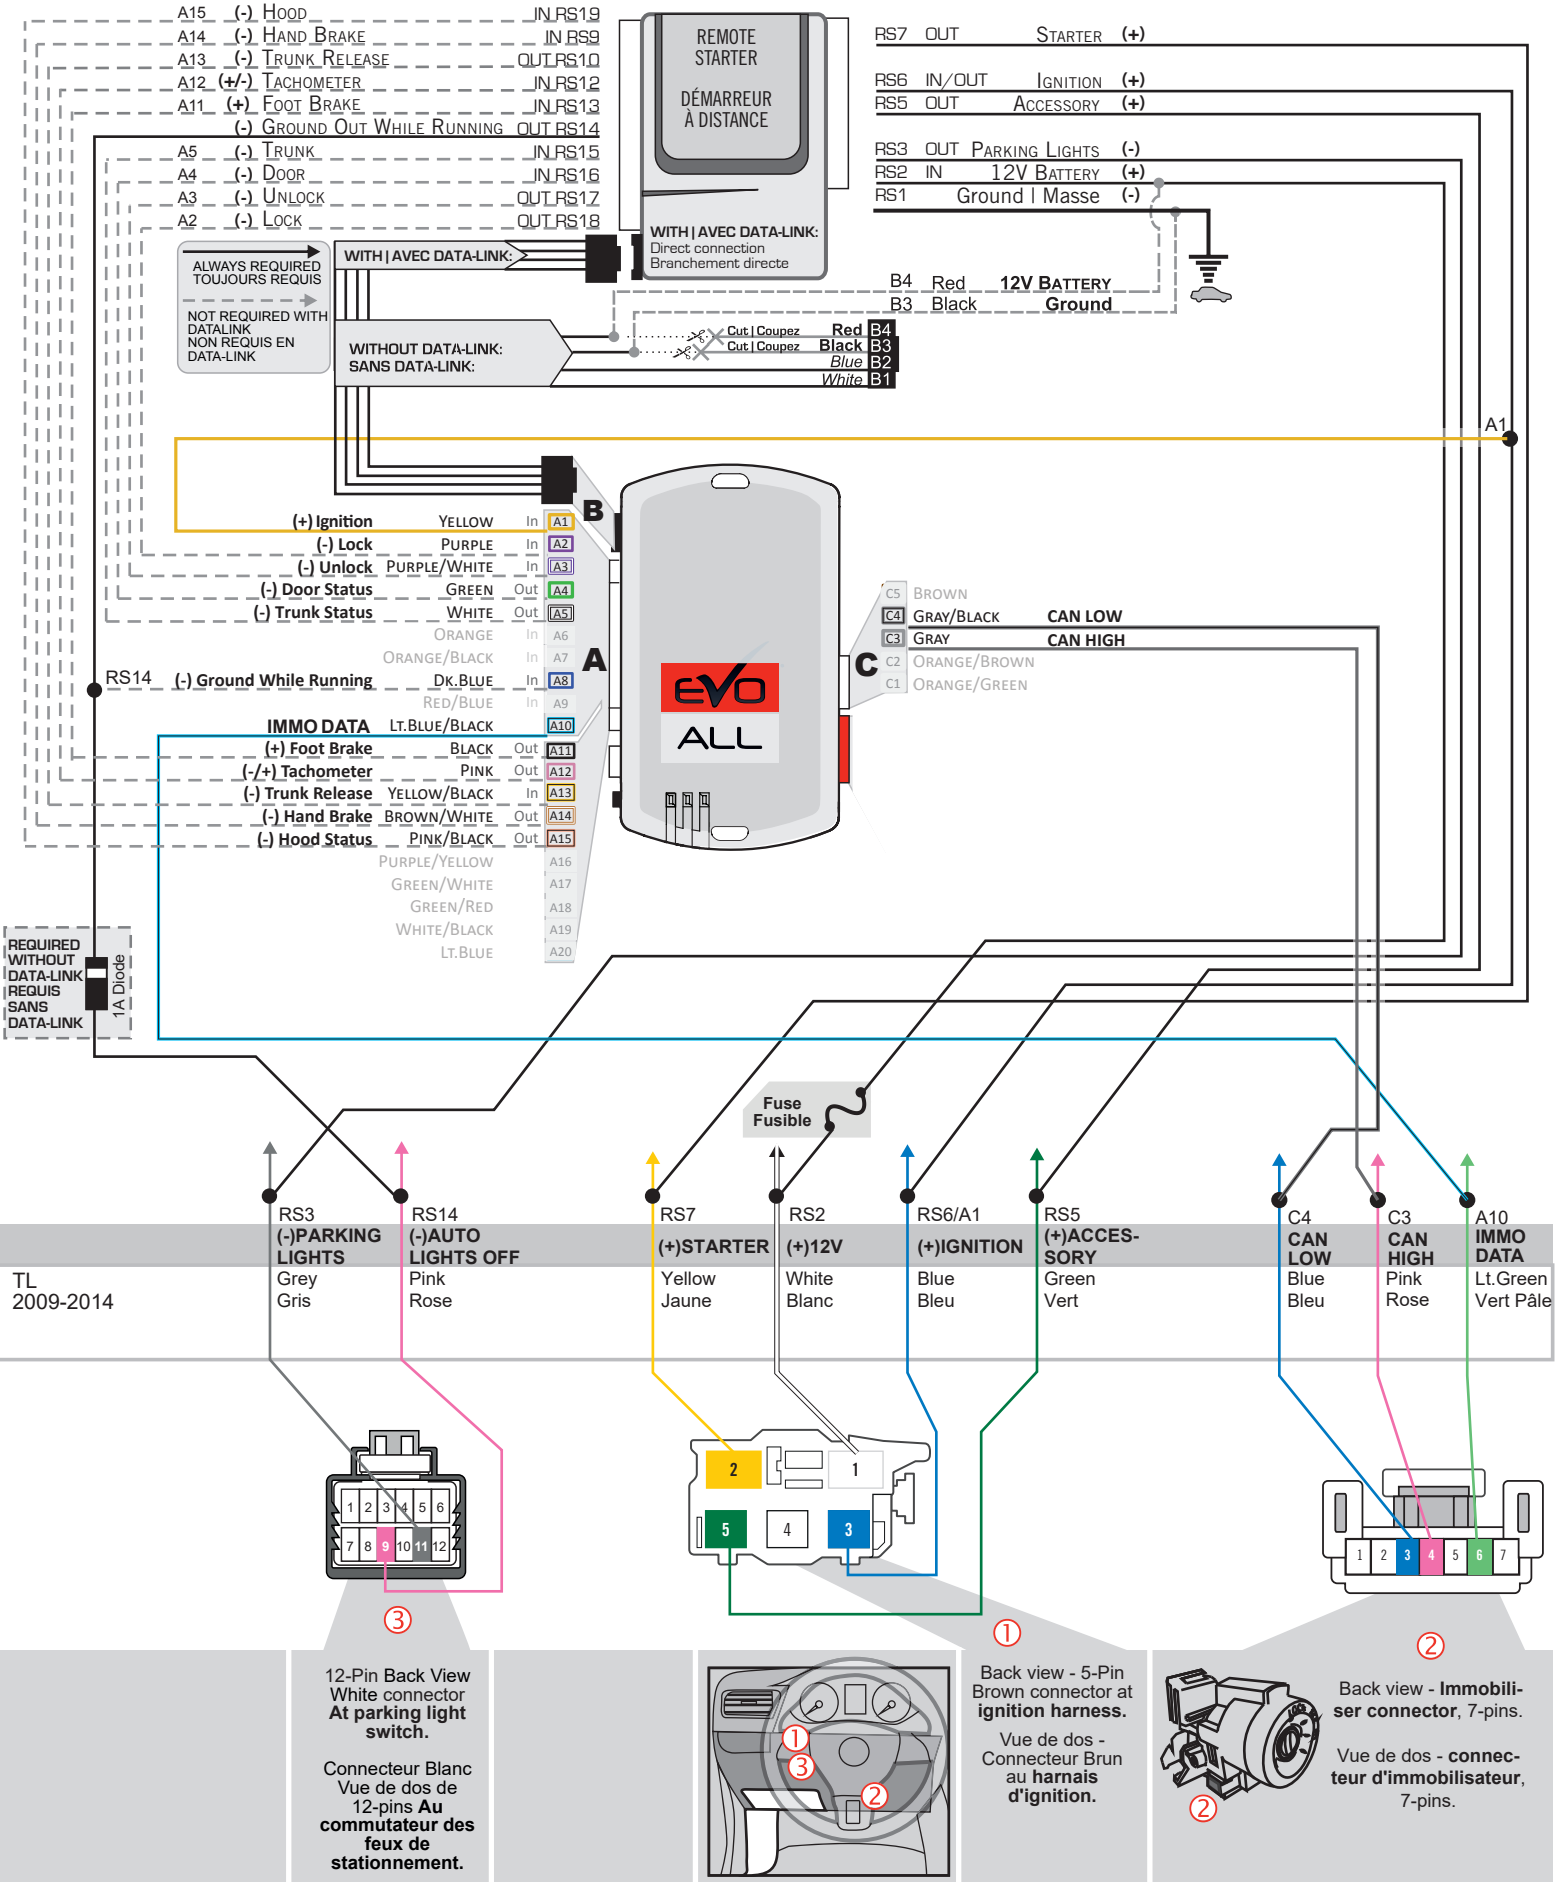 A15 (-) HOOD IN RS19
A14 (-) HAND BRAKE IN RS9
A13 (-) TRUNK RELEASE OUT RS10
A12 (+/-) TACHOMETER IN RS12
A11 (+) FOOT BRAKE IN RS13
(-) GROUND OUT WHILE RUNNING OUT RS14
A5 (-) TRUNK IN RS15
A4 (-) DOOR IN RS16
A3 (-) UNLOCK OUT RS17
A2 (-) LOCK OUT RS18
REMOTE
STARTER
DÉMARREUR
À DISTANCE
WITH | AVEC DATA-LINK:
Direct connection
Branchement directe
RS7 OUT STARTER (+)
RS6 IN/OUT IGNITION (+)
RS5 OUT ACCESSORY (+)
RS3 OUT PARKING LIGHTS (-)
RS2 IN 12V BATTERY (+)
RS1 Ground | Masse (-)
ALWAYS REQUIRED
TOUJOURS REQUIS
NOT REQUIRED WITH
DATALINK
NON REQUIS EN
DATA-LINK
WITH | AVEC DATA-LINK:
WITHOUT DATA-LINK:
SANS DATA-LINK:
B4 Red 12V BATTERY
B3 Black Ground
Cut | Coupez Red B4
Cut | Coupez Black B3
Blue B2
White B1
A1
(+) Ignition YELLOW In A1
(-) Lock PURPLE In A2
(-) Unlock PURPLE/WHITE In A3
(-) Door Status GREEN Out A4
(-) Trunk Status WHITE Out A5
ORANGE In A6
ORANGE/BLACK In A7
RS14 (-) Ground While Running DK.BLUE In A8
RED/BLUE In A9
IMMO DATA LT.BLUE/BLACK A10
(+) Foot Brake BLACK Out A11
(-/+) Tachometer PINK Out A12
(-) Trunk Release YELLOW/BLACK In A13
(-) Hand Brake BROWN/WHITE Out A14
(-) Hood Status PINK/BLACK Out A15
PURPLE/YELLOW A16
GREEN/WHITE A17
GREEN/RED A18
WHITE/BLACK A19
LT.BLUE A20
B
A
EVO
ALL
C
C5 BROWN
C4 GRAY/BLACK CAN LOW
C3 GRAY CAN HIGH
C2 ORANGE/BROWN
C1 ORANGE/GREEN
REQUIRED
WITHOUT
DATA-LINK
REQUIS
SANS
DATA-LINK
1A Diode
Fuse
Fusible
RS3
(-)PARKING
LIGHTS
Grey
Gris
RS14
(-)AUTO
LIGHTS OFF
Pink
Rose
RS7
(+)STARTER
Yellow
Jaune
RS2
(+)12V
White
Blanc
RS6/A1
(+)IGNITION
Blue
Bleu
RS5
(+)ACCES-
SORY
Green
Vert
C4
CAN
LOW
Blue
Bleu
C3
CAN
HIGH
Pink
Rose
A10
IMMO
DATA
Lt.Green
Vert Pâle
TL
2009-2014
1 2 3 4 5 6
7 8 9 10 11 12
2 1
5 4 3
1 2 3 4 5 6 7
③
12-Pin Back View
White connector
At parking light
switch.
Connecteur Blanc
Vue de dos de
12-pins Au
commutateur des
feux de
stationnement.
①
③
②
①
Back view - 5-Pin
Brown connector at
ignition harness.
Vue de dos -
Connecteur Brun
au harnais
d'ignition.
②
②
Back view - Immobili-
ser connector, 7-pins.
Vue de dos - connec-
teur d'immobilisateur,
7-pins.